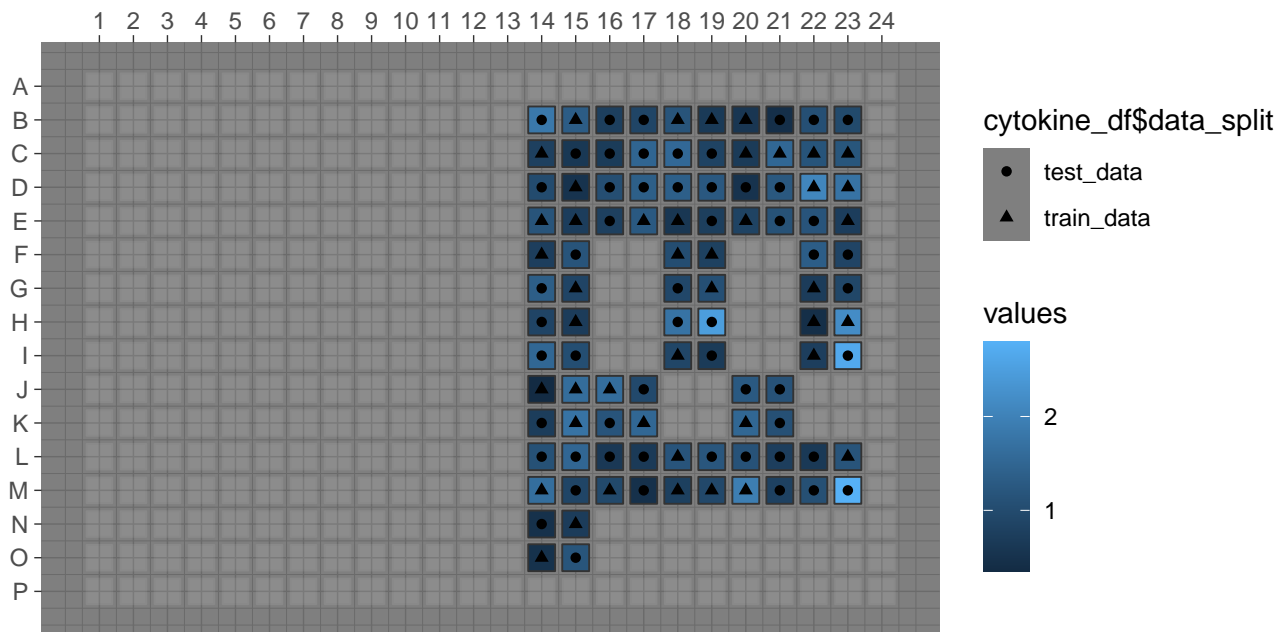 1 2 3 4 5 6 7 8 9 10 11 12 13 14 15 16 17 18 19 20 21 22 23 24
A
B
C
D
E
F
G
H
I
J
K
L
M
N
O
P
cytokine_df$data_split
test_data
train_data
values
2
1